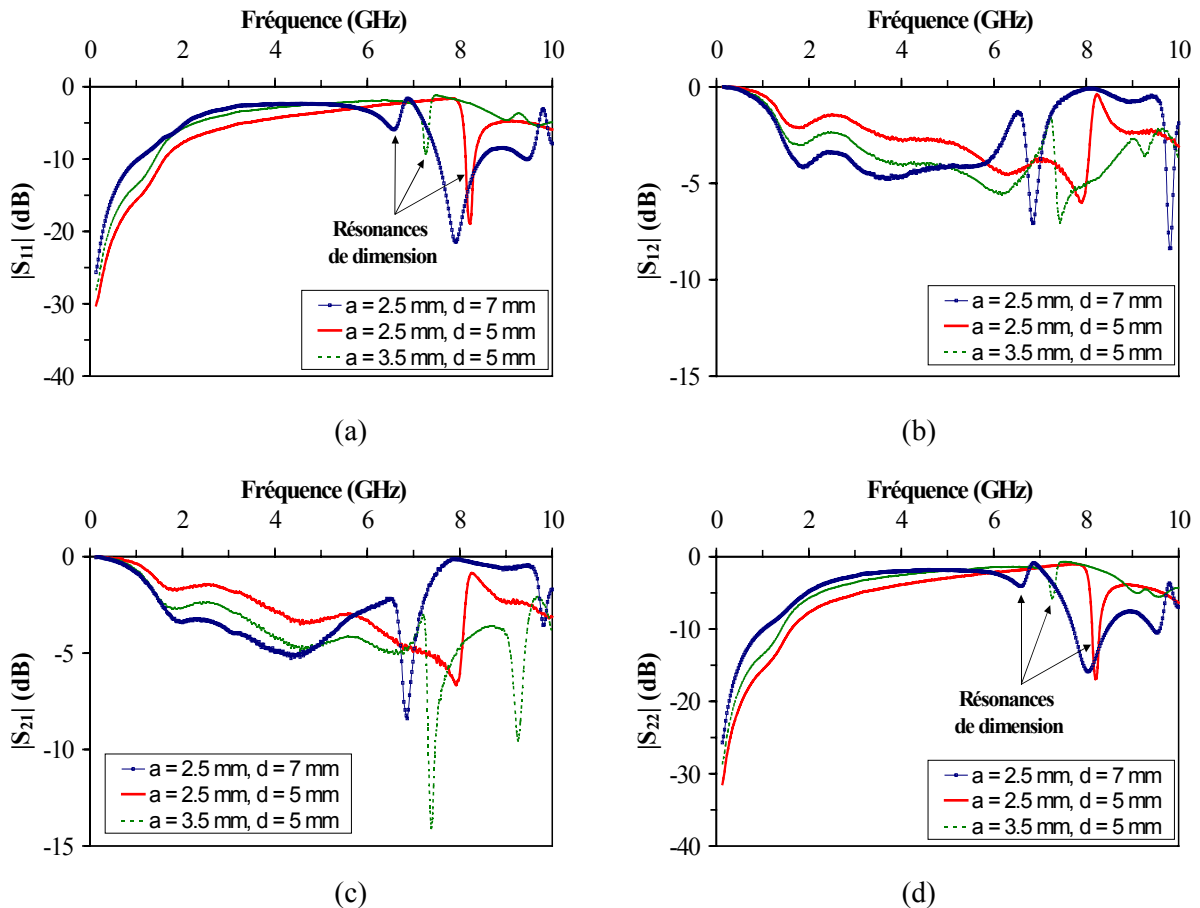 Fréquence (GHz)
0 2 4 6 8 10
0
-10
-20
-30
-40
|S11| (dB)
Résonances
de dimension
a = 2.5 mm, d = 7 mm
a = 2.5 mm, d = 5 mm
a = 3.5 mm, d = 5 mm
(a)
Fréquence (GHz)
0 2 4 6 8 10
0
-5
-10
-15
|S12| (dB)
a = 2.5 mm, d = 7 mm
a = 2.5 mm, d = 5 mm
a = 3.5 mm, d = 5 mm
(b)
Fréquence (GHz)
0 2 4 6 8 10
0
-5
-10
-15
|S21| (dB)
a = 2.5 mm, d = 7 mm
a = 2.5 mm, d = 5 mm
a = 3.5 mm, d = 5 mm
(c)
Fréquence (GHz)
0 2 4 6 8 10
0
-10
-20
-30
-40
|S22| (dB)
Résonances
de dimension
a = 2.5 mm, d = 7 mm
a = 2.5 mm, d = 5 mm
a = 3.5 mm, d = 5 mm
(d)